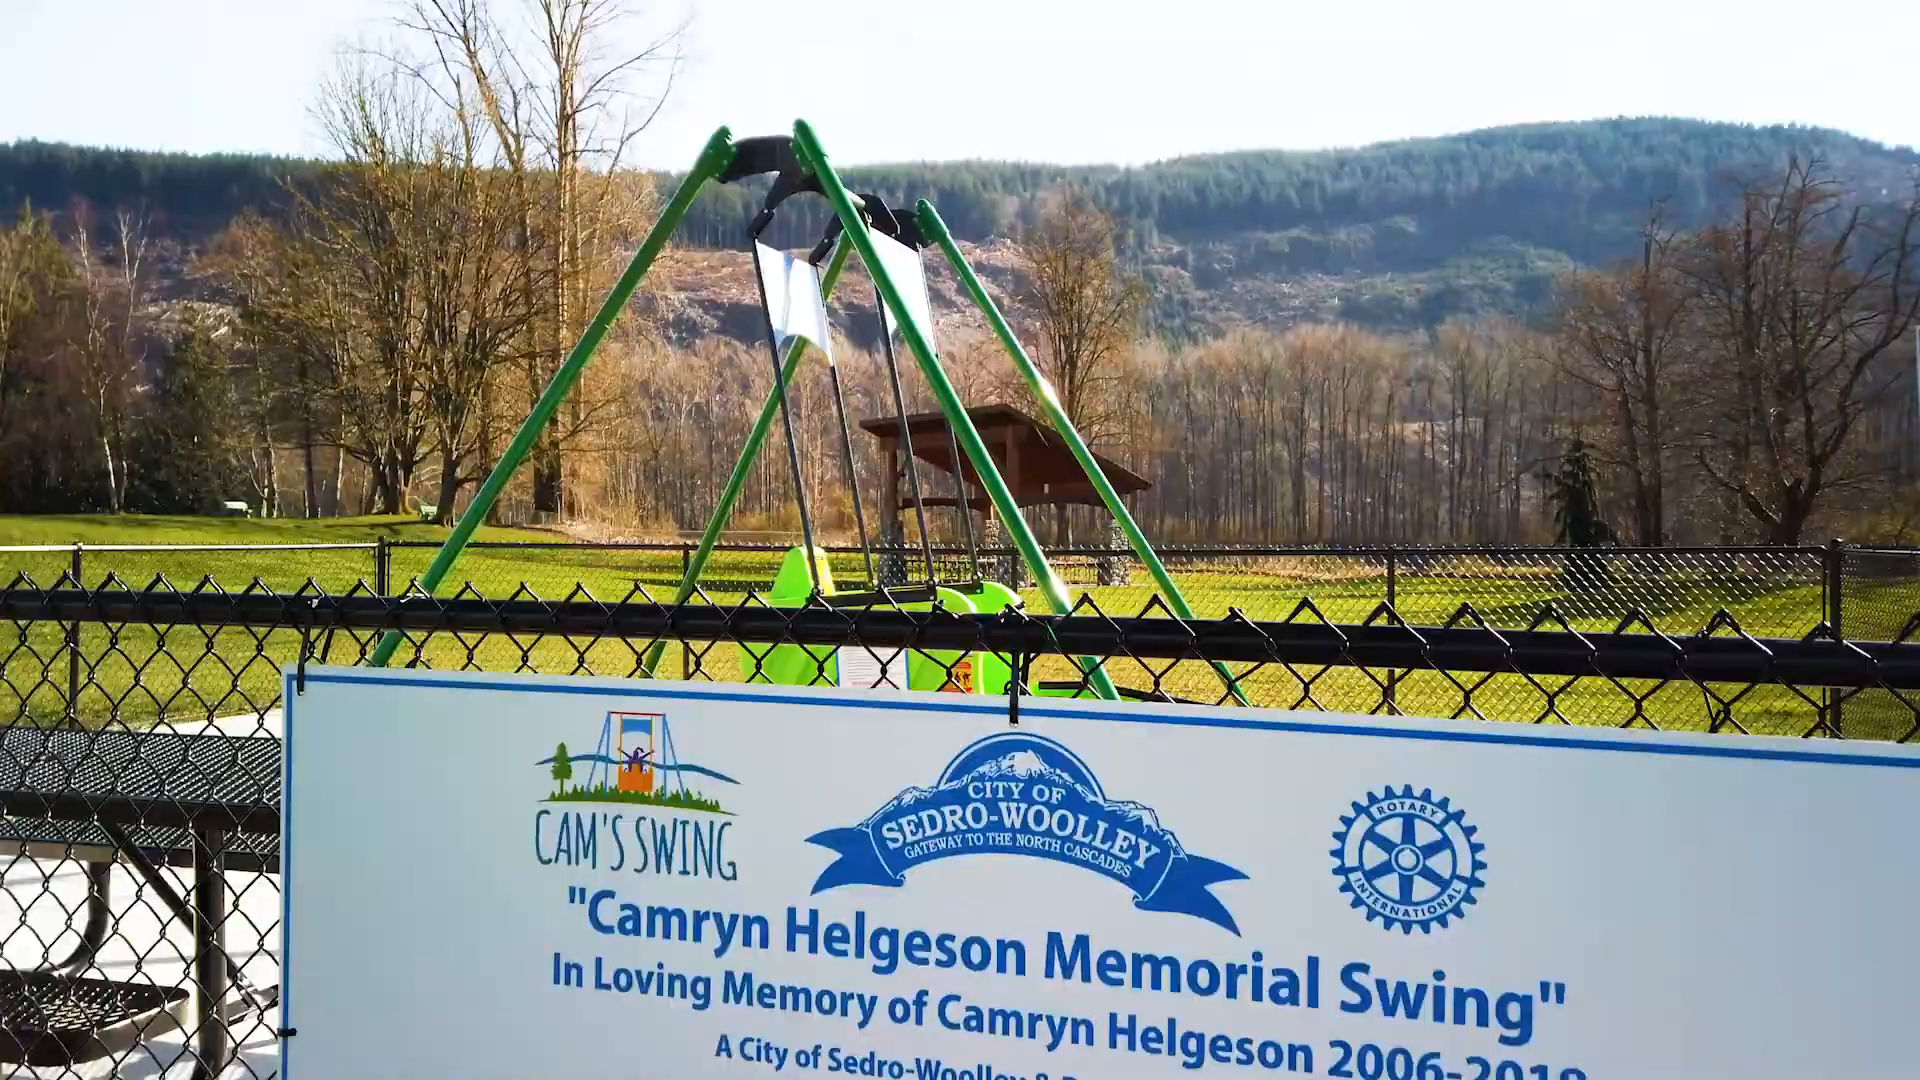 CAM'S SWING
CITY OF
SEDRO-WOOLLEY
GATEWAY TO THE NORTH CASCADES
ROTARY
INTERNATIONAL
"Camryn Helgeson Memorial Swing"
In Loving Memory of Camryn Helgeson 2006-2018
A City of Sedro-Woolley &